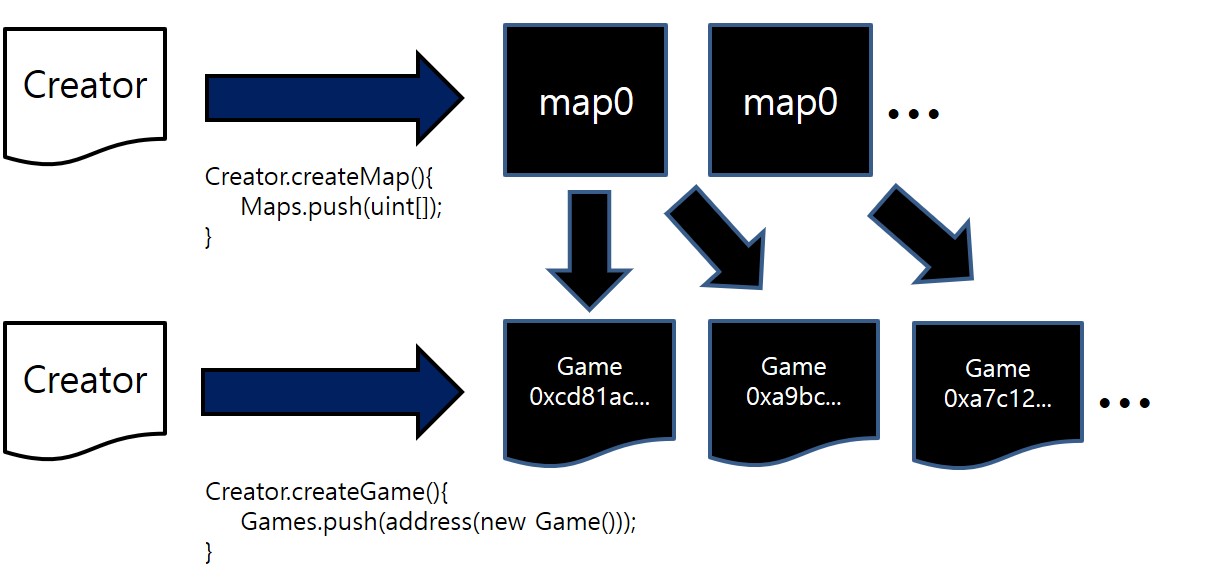 Creator
map0
map0
...
Creator.createMap(){
Maps.push(uint[]);
}
Creator
Game
0xcd81ac...
Game
0xa9bc...
Game
0xa7c12...
...
Creator.createGame(){
Games.push(address(new Game()));
}